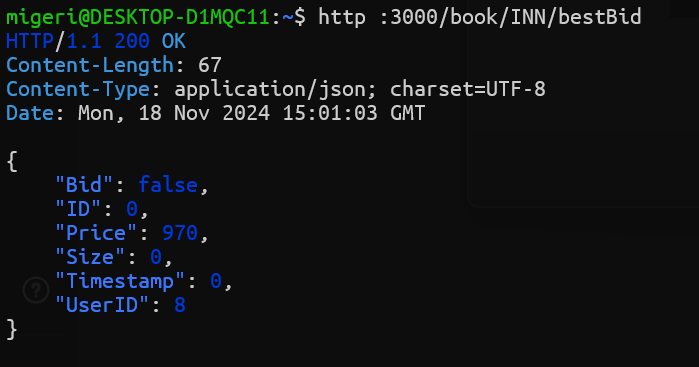 migeri@DESKTOP-D1MQC11:~$ http :3000/book/INN/bestBid
HTTP/1.1 200 OK
Content-Length: 67
Content-Type: application/json; charset=UTF-8
Date: Mon, 18 Nov 2024 15:01:03 GMT

{
    "Bid": false,
    "ID": 0,
    "Price": 970,
    "Size": 0,
    "Timestamp": 0,
    "UserID": 8
}